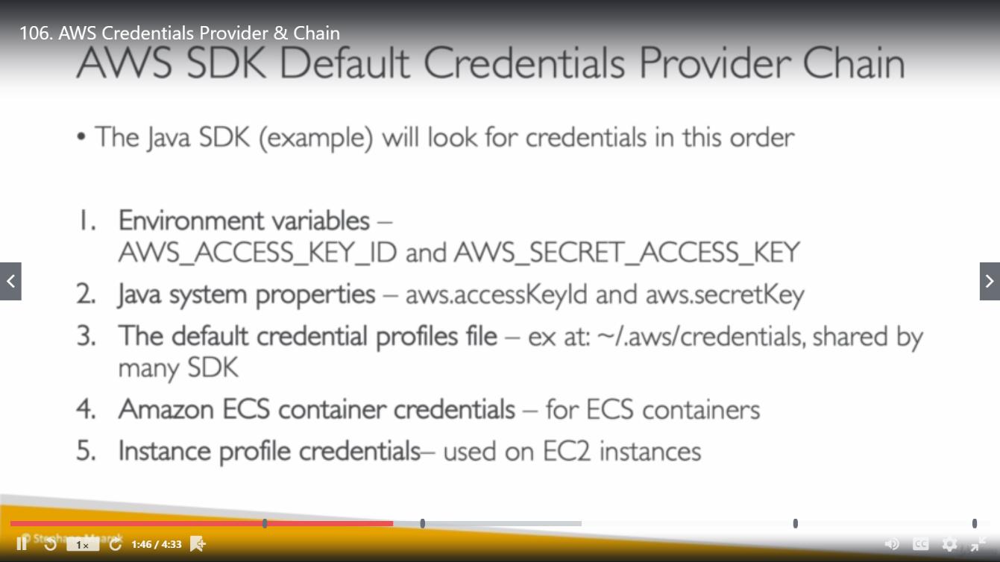 106. AWS Credentials Provider & Chain
AWS SDK Default Credentials Provider Chain
• The Java SDK (example) will look for credentials in this order
1. Environment variables –
AWS_ACCESS_KEY_ID and AWS_SECRET_ACCESS_KEY
2. Java system properties – aws.accessKeyId and aws.secretKey
3. The default credential profiles file – ex at: ~/.aws/credentials, shared by
many SDK
4. Amazon ECS container credentials – for ECS containers
5. Instance profile credentials– used on EC2 instances
© Stephane Maarek
1x
1:46 / 4:33
CC